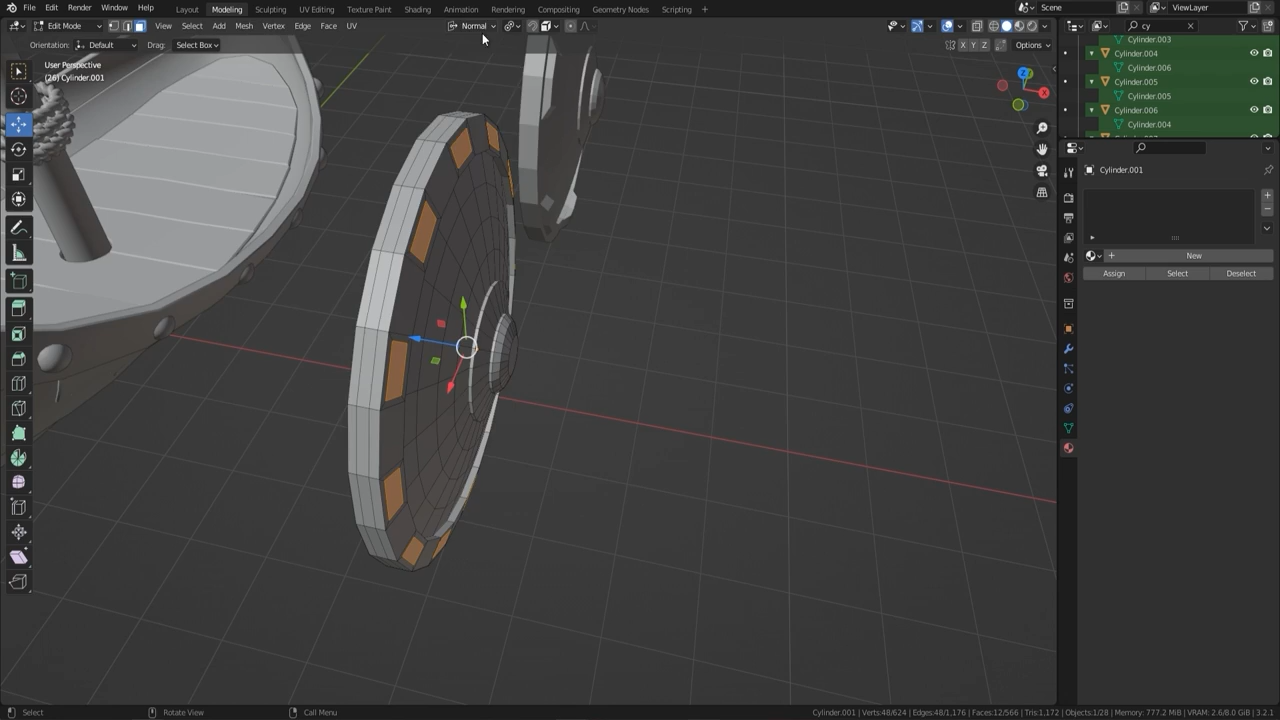 File Edit Render Window Help Layout Modeling Sculpting UV Editing Texture Paint Shading Animation Rendering Compositing Geometry Nodes Scripting + Scene ViewLayer
Edit Mode View Select Add Mesh Vertex Edge Face UV Normal cy
Orientation: Default Drag: Select Box X Y Z Options
User Perspective
(26) Cylinder.001
Cylinder.003
Cylinder.004
Cylinder.006
Cylinder.005
Cylinder.005
Cylinder.006
Cylinder.004
Z
X
Cylinder.001
+ New
Assign Select Deselect
Select Rotate View Call Menu Cylinder.001 | Verts:48/624 | Edges:48/1,176 | Faces:12/566 | Tris:1,172 | Objects:1/28 | Memory: 777.2 MiB | VRAM: 2.6/8.0 GiB | 3.2.1